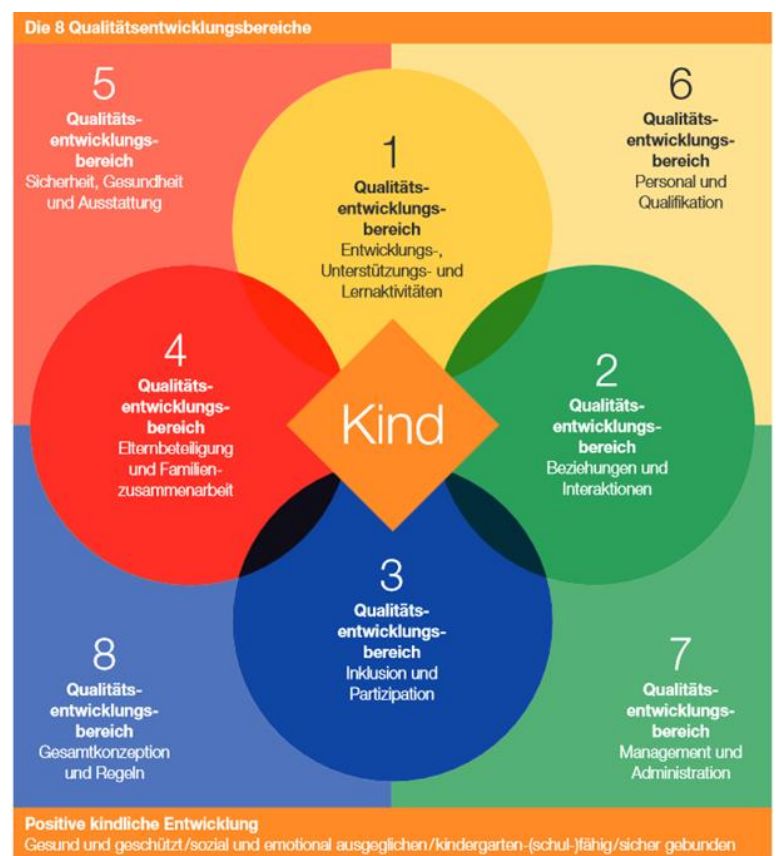 Die 8 Qualitätsentwicklungsbereiche
5
Qualitäts-
entwicklungs-
bereich
Sicherheit, Gesundheit
und Ausstattung
1
Qualitäts-
entwicklungs-
bereich
Entwicklungs-,
Unterstützungs- und
Lernaktivitäten
6
Qualitäts-
entwicklungs-
bereich
Personal und
Qualifikation
4
Qualitäts-
entwicklungs-
bereich
Elternbeteiligung
und Familien-
zusammenarbeit
Kind
2
Qualitäts-
entwicklungs-
bereich
Beziehungen und
Interaktionen
8
Qualitäts-
entwicklungs-
bereich
Gesamtkonzeption
und Regeln
3
Qualitäts-
entwicklungs-
bereich
Inklusion und
Partizipation
7
Qualitäts-
entwicklungs-
bereich
Management und
Administration
Positive kindliche Entwicklung
Gesund und geschützt/sozial und emotional ausgeglichen/kindergarten-(schul-)fähig/sicher gebunden